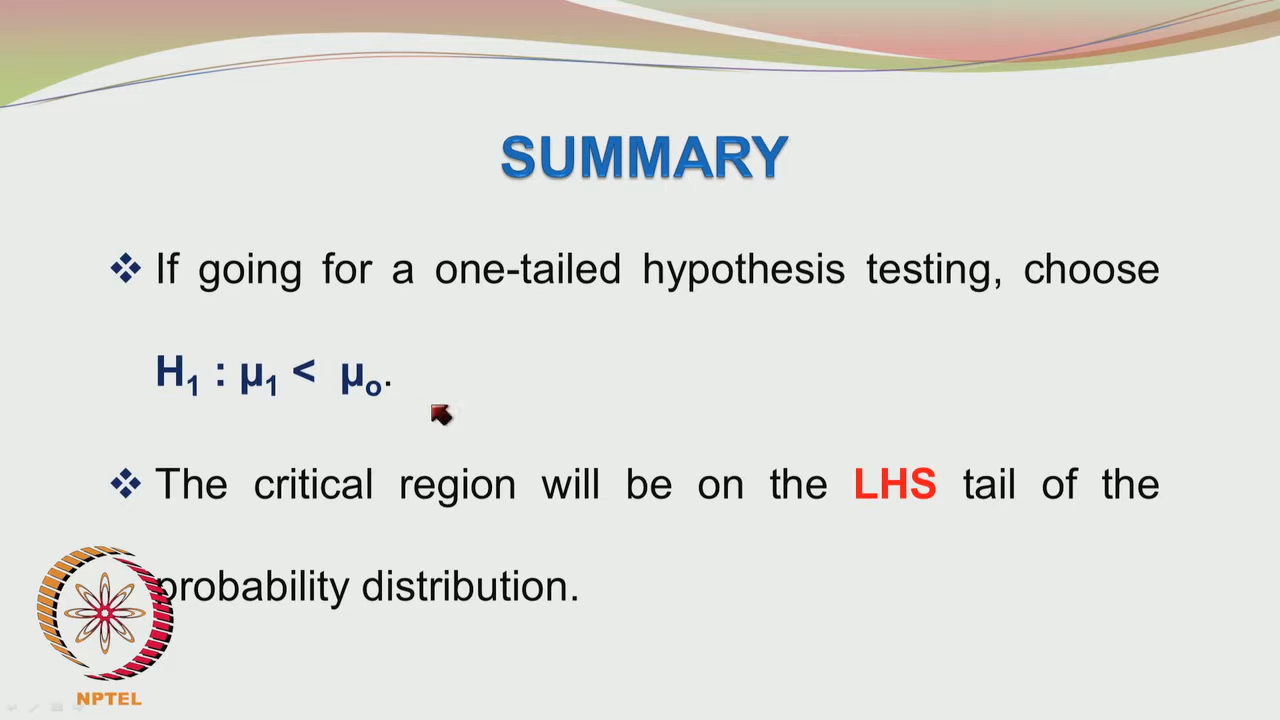 SUMMARY
❖ If going for a one-tailed hypothesis testing, choose
H₁ : µ₁ < µₒ.
❖ The critical region will be on the LHS tail of the
probability distribution.
NPTEL